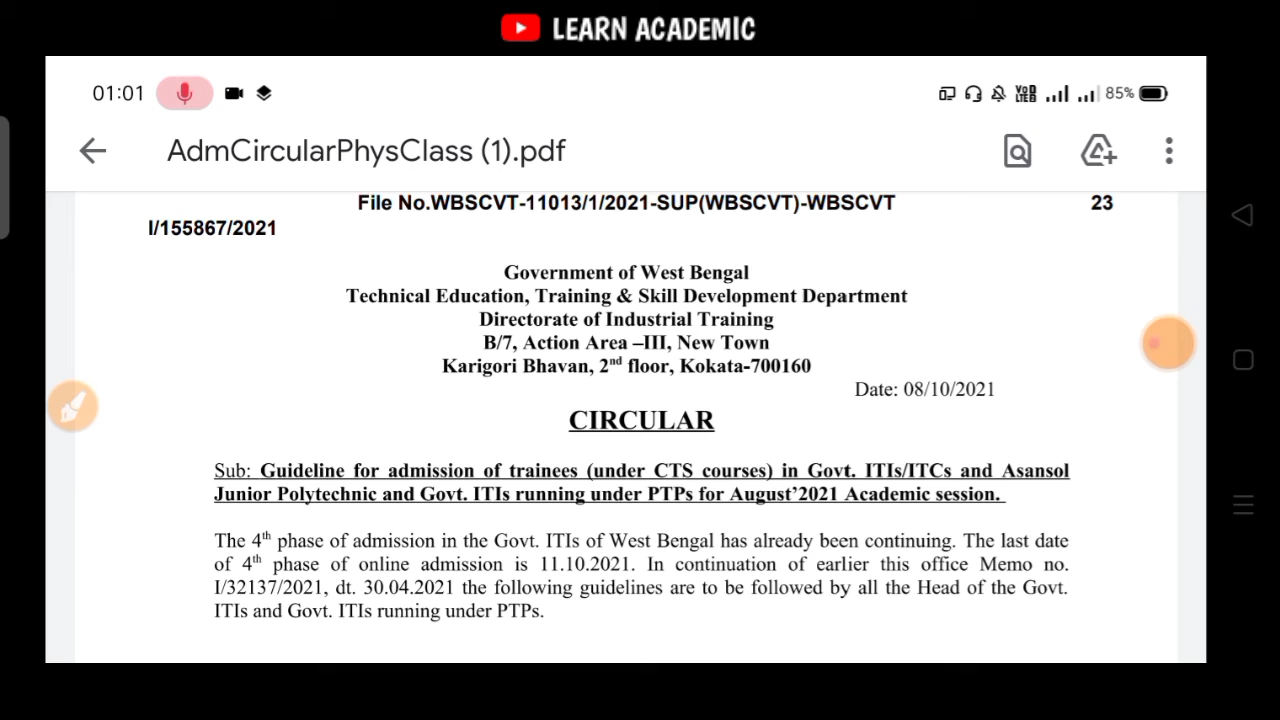 LEARN ACADEMIC
01:01 VoD LTED 85%
AdmCircularPhysClass (1).pdf
File No.WBSCVT-11013/1/2021-SUP(WBSCVT)-WBSCVT 23
I/155867/2021
Government of West Bengal
Technical Education, Training & Skill Development Department
Directorate of Industrial Training
B/7, Action Area –III, New Town
Karigori Bhavan, 2nd floor, Kokata-700160
Date: 08/10/2021
CIRCULAR
Sub: Guideline for admission of trainees (under CTS courses) in Govt. ITIs/ITCs and Asansol
Junior Polytechnic and Govt. ITIs running under PTPs for August’2021 Academic session.
The 4th phase of admission in the Govt. ITIs of West Bengal has already been continuing. The last date
of 4th phase of online admission is 11.10.2021. In continuation of earlier this office Memo no.
I/32137/2021, dt. 30.04.2021 the following guidelines are to be followed by all the Head of the Govt.
ITIs and Govt. ITIs running under PTPs.